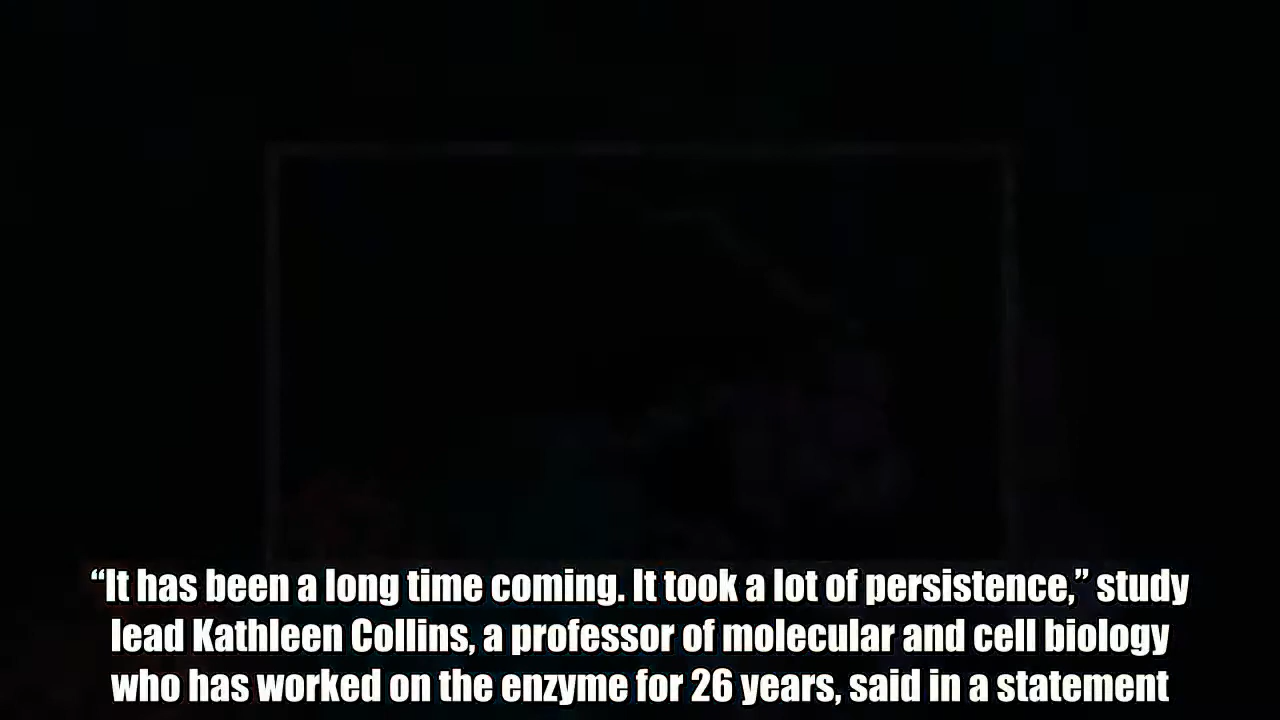 “It has been a long time coming. It took a lot of persistence,” study
lead Kathleen Collins, a professor of molecular and cell biology
who has worked on the enzyme for 26 years, said in a statement